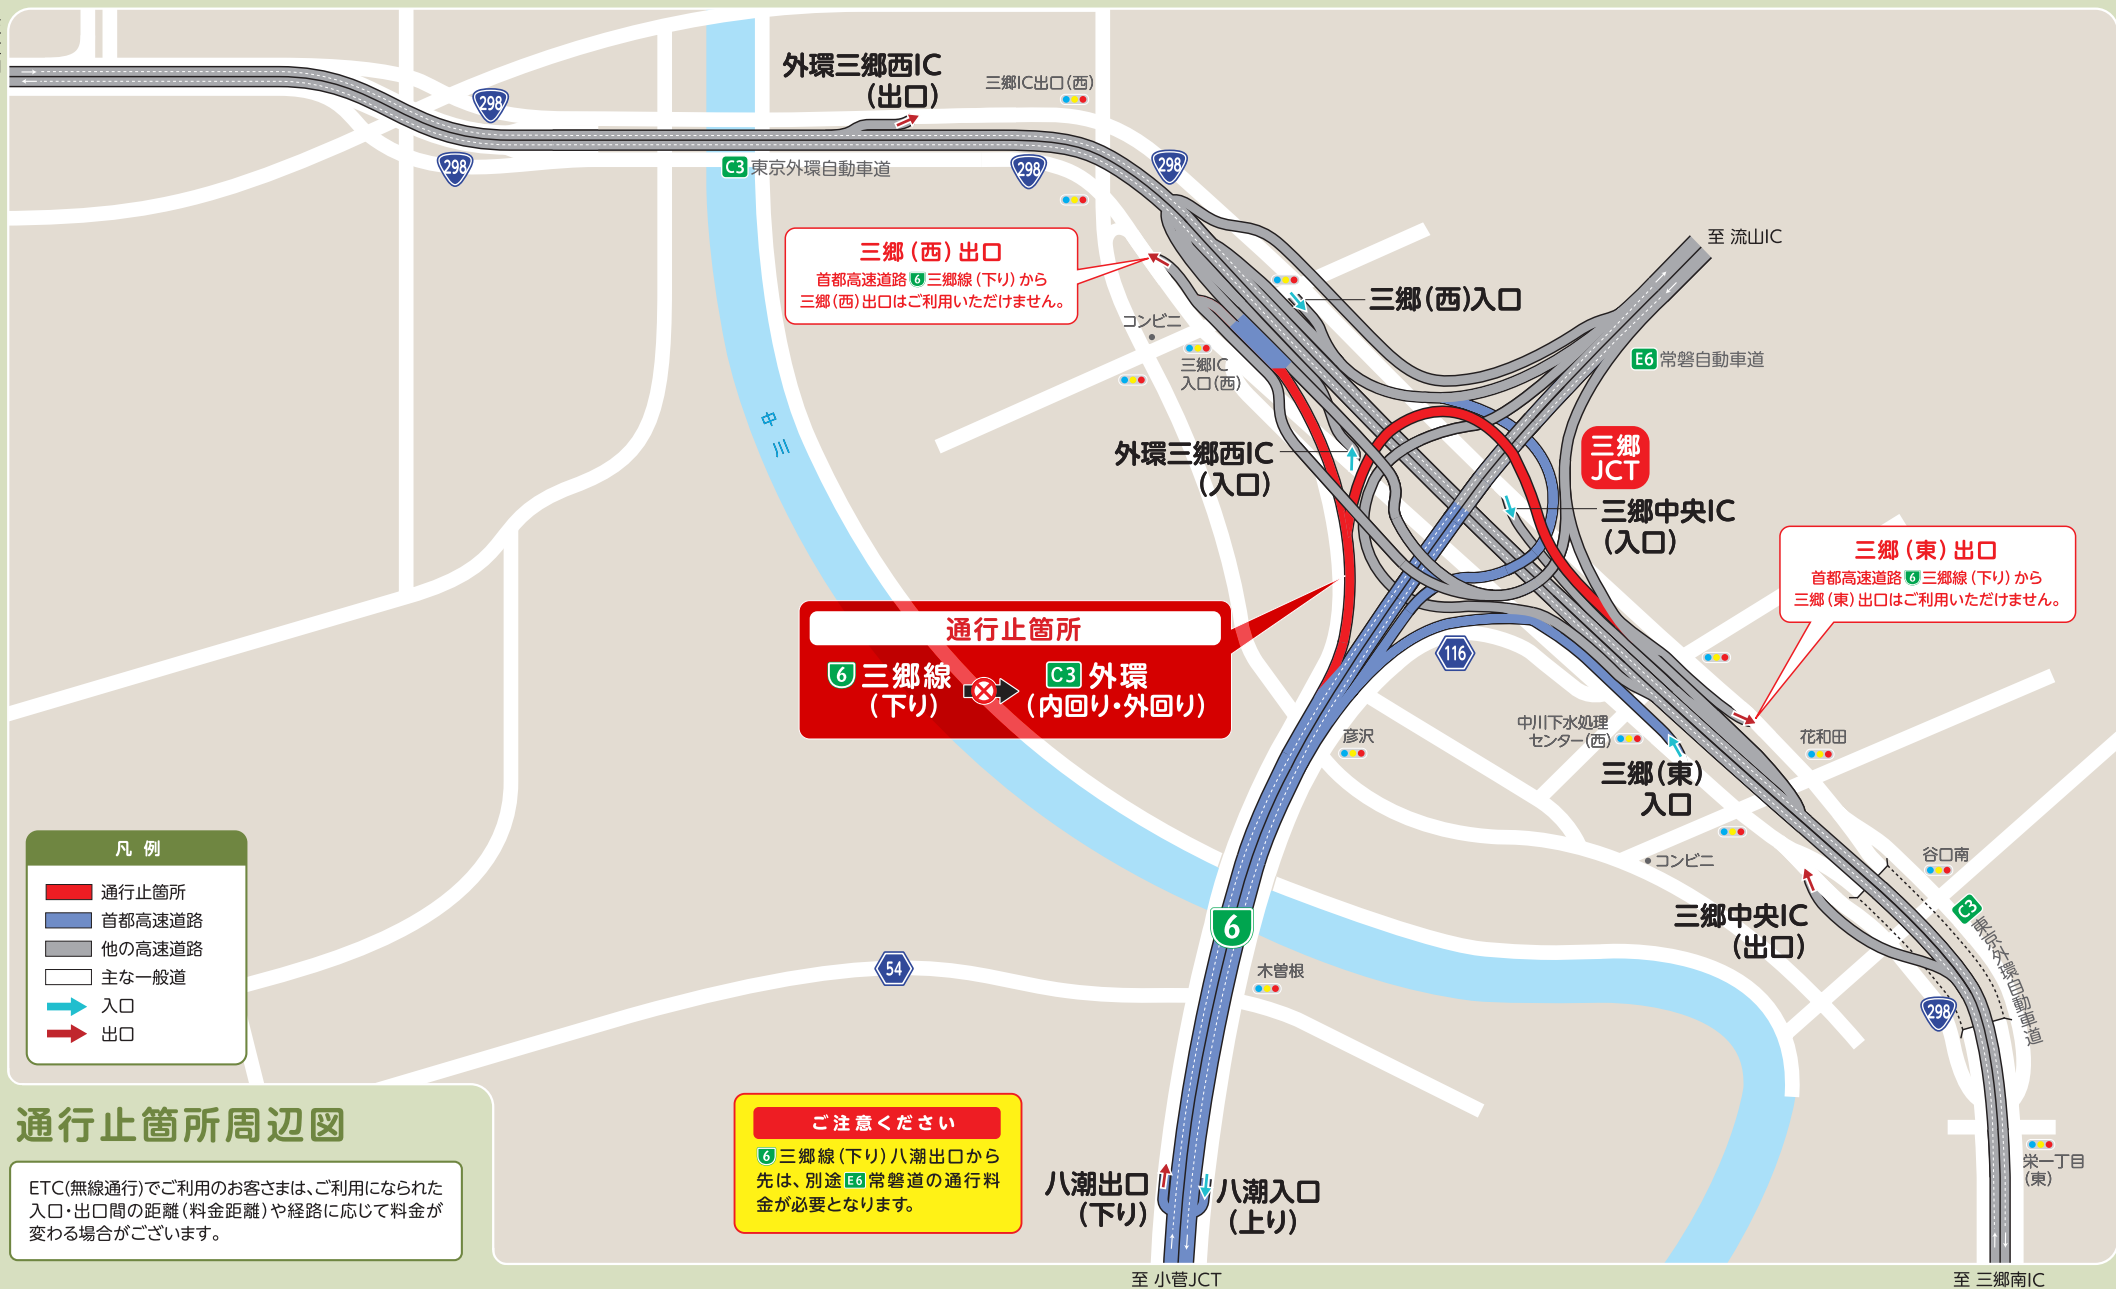 298
298
外環三郷西IC
(出口)
三郷IC出口(西)
C3 東京外環自動車道
298
298
至 流山IC
三郷(西)出口
首都高速道路 6 三郷線(下り)から
三郷(西)出口はご利用いただけません。
三郷(西)入口
コンビニ
三郷IC
入口(西)
E6 常磐自動車道
中川
外環三郷西IC
(入口)
三郷
JCT
三郷中央IC
(入口)
三郷(東)出口
首都高速道路 6 三郷線(下り)から
三郷(東)出口はご利用いただけません。
通行止箇所
6 三郷線
(下り)
C3 外環
(内回り・外回り)
116
彦沢
中川下水処理
センター(西)
花和田
三郷(東)
入口
コンビニ
谷口南
三郷中央IC
(出口)
C3 東京外環自動車道
298
6
54
木曽根
凡例
通行止箇所
首都高速道路
他の高速道路
主な一般道
入口
出口
通行止箇所周辺図
ETC(無線通行)でご利用のお客さまは、ご利用になられた
入口・出口間の距離(料金距離)や経路に応じて料金が
変わる場合がございます。
ご注意ください
6 三郷線(下り)八潮出口から
先は、別途 E6 常磐道の通行料
金が必要となります。
八潮出口
(下り)
八潮入口
(上り)
栄一丁目
(東)
至 小菅JCT
至 三郷南IC